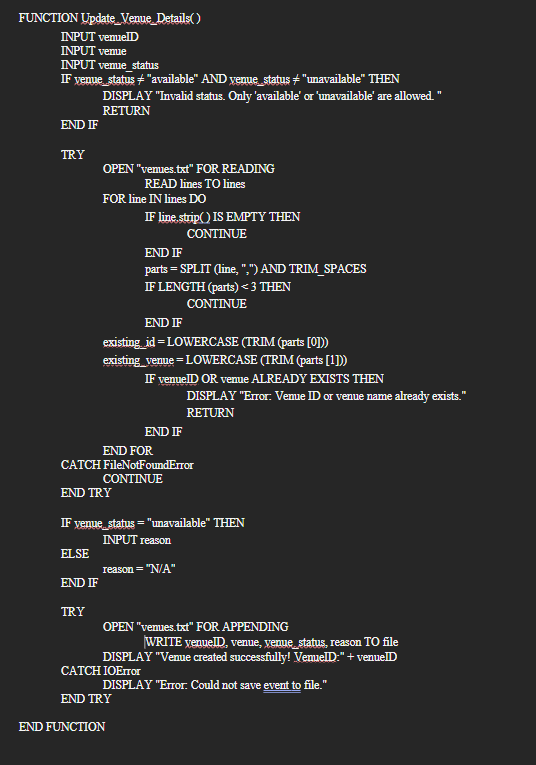 FUNCTION Update_Venue_Details( )
INPUT venueID
INPUT venue
INPUT venue_status
IF venue_status ≠ "available" AND venue_status ≠ "unavailable" THEN
DISPLAY "Invalid status. Only 'available' or 'unavailable' are allowed. "
RETURN
END IF
TRY
OPEN "venues.txt" FOR READING
READ lines TO lines
FOR line IN lines DO
IF line.strip( ) IS EMPTY THEN
CONTINUE
END IF
parts = SPLIT (line, ",") AND TRIM_SPACES
IF LENGTH (parts) < 3 THEN
CONTINUE
END IF
existing_id = LOWERCASE (TRIM (parts [0]))
existing_venue = LOWERCASE (TRIM (parts [1]))
IF venueID OR venue ALREADY EXISTS THEN
DISPLAY "Error: Venue ID or venue name already exists."
RETURN
END IF
END FOR
CATCH FileNotFoundError
CONTINUE
END TRY
IF venue_status = "unavailable" THEN
INPUT reason
ELSE
reason = "N/A"
END IF
TRY
OPEN "venues.txt" FOR APPENDING
WRITE venueID, venue, venue_status, reason TO file
DISPLAY "Venue created successfully! VenueID:" + venueID
CATCH IOError
DISPLAY "Error: Could not save event to file."
END TRY
END FUNCTION